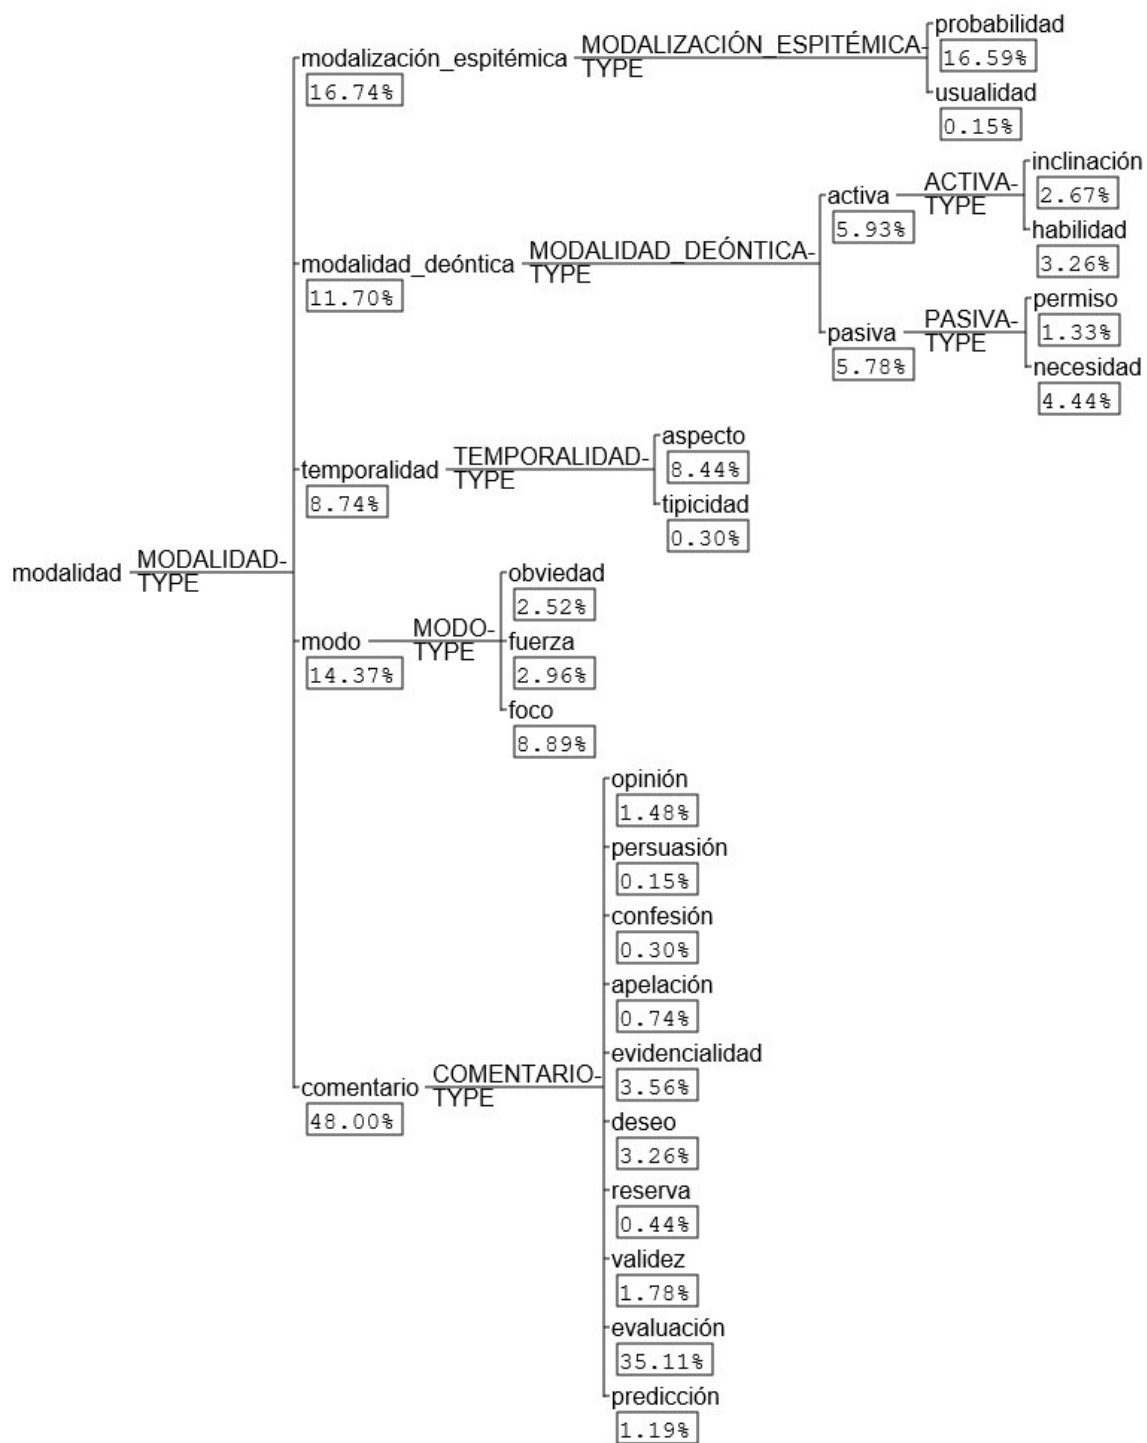 probabilidad
modalización_espitémica MODALIZACIÓN_ESPITÉMICA-
TYPE
16.59%
16.74%
usualidad
0.15%
inclinación
activa ACTIVA-
TYPE
2.67%
5.93%
habilidad
3.26%
modalidad_deóntica MODALIDAD_DEÓNTICA-
TYPE
11.70%
permiso
pasiva PASIVA-
TYPE
1.33%
5.78%
necesidad
4.44%
aspecto
temporalidad TEMPORALIDAD-
TYPE
8.44%
8.74%
tipicidad
0.30%
modalidad MODALIDAD-
TYPE
obviedad
2.52%
modo MODO-
TYPE
fuerza
14.37%
2.96%
foco
8.89%
opinión
1.48%
persuasión
0.15%
confesión
0.30%
apelación
0.74%
evidencialidad
3.56%
comentario COMENTARIO-
TYPE
48.00%
deseo
3.26%
reserva
0.44%
validez
1.78%
evaluación
35.11%
predicción
1.19%